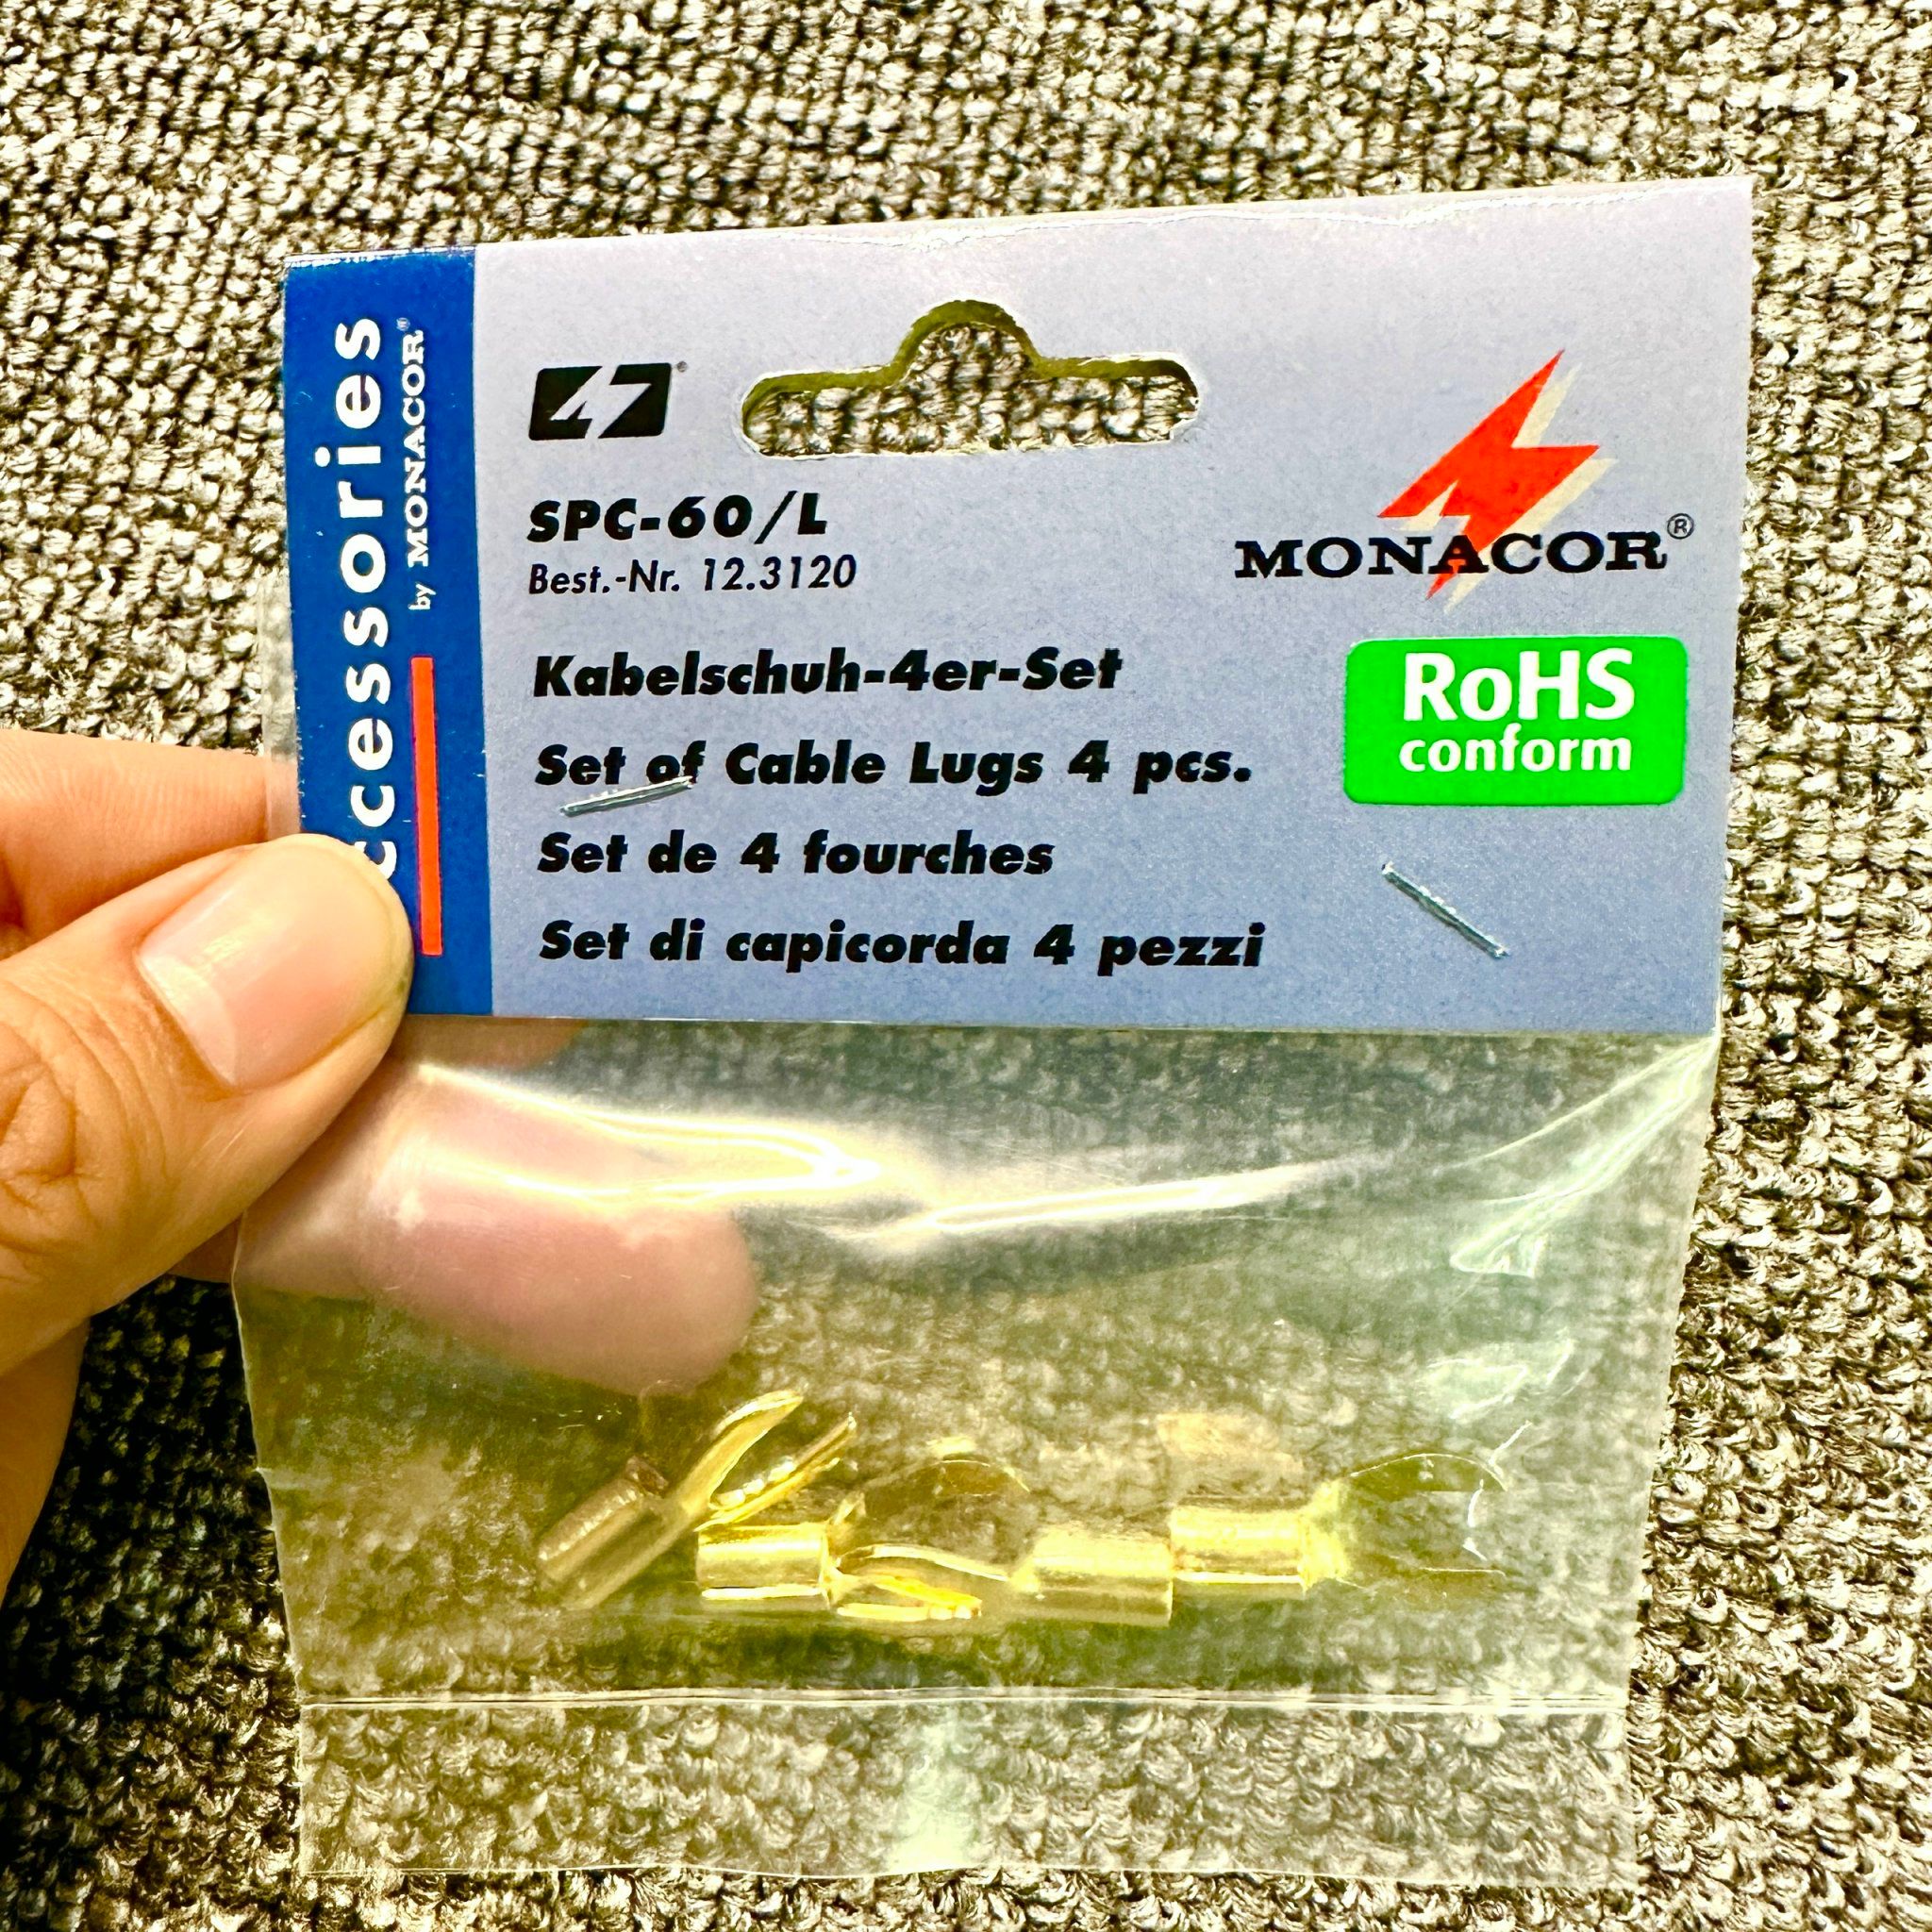 ccessories
by MONACOR®
SPC-60/L
Best.-Nr. 12.3120
MONACOR®
Kabelschuh-4er-Set
Set of Cable Lugs 4 pcs.
Set de 4 fourches
Set di capicorda 4 pezzi
RoHS
conform